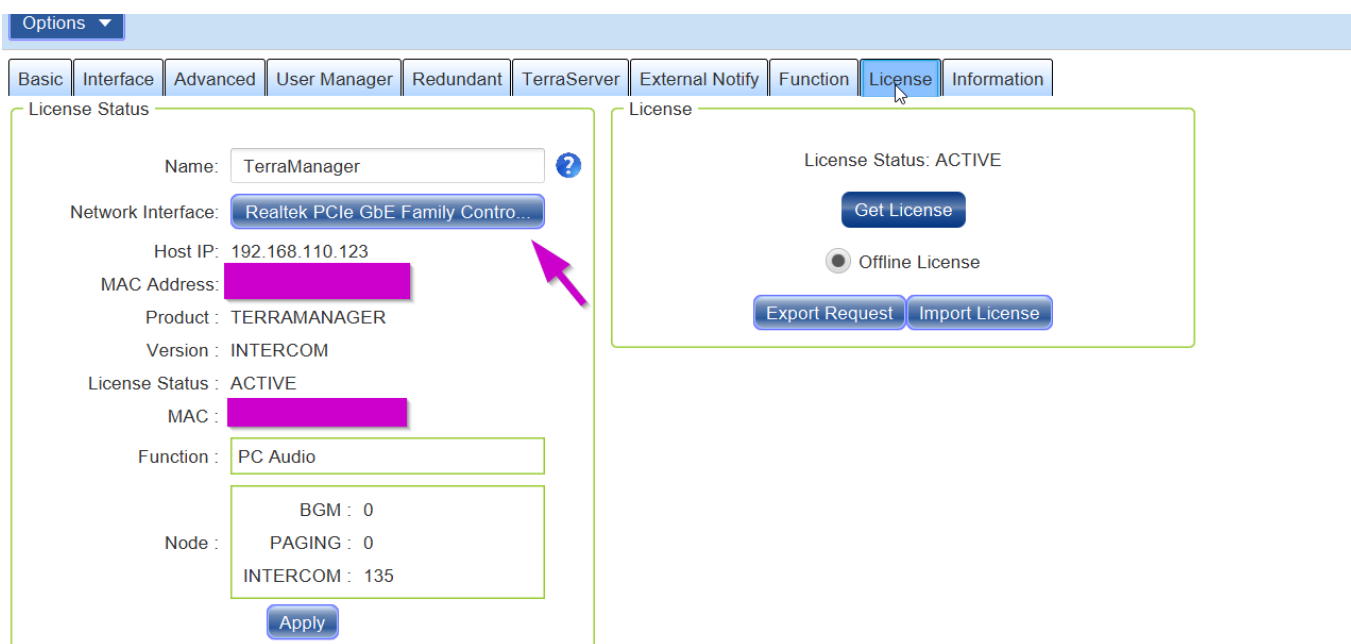 Options
Basic Interface Advanced User Manager Redundant TerraServer External Notify Function License Information
License Status
Name: TerraManager
Network Interface: Realtek PCIe GbE Family Contro...
Host IP: 192.168.110.123
MAC Address:
Product : TERRAMANAGER
Version : INTERCOM
License Status : ACTIVE
MAC :
Function : PC Audio
Node :
BGM : 0
PAGING : 0
INTERCOM : 135
Apply
License
License Status: ACTIVE
Get License
Offline License
Export Request Import License